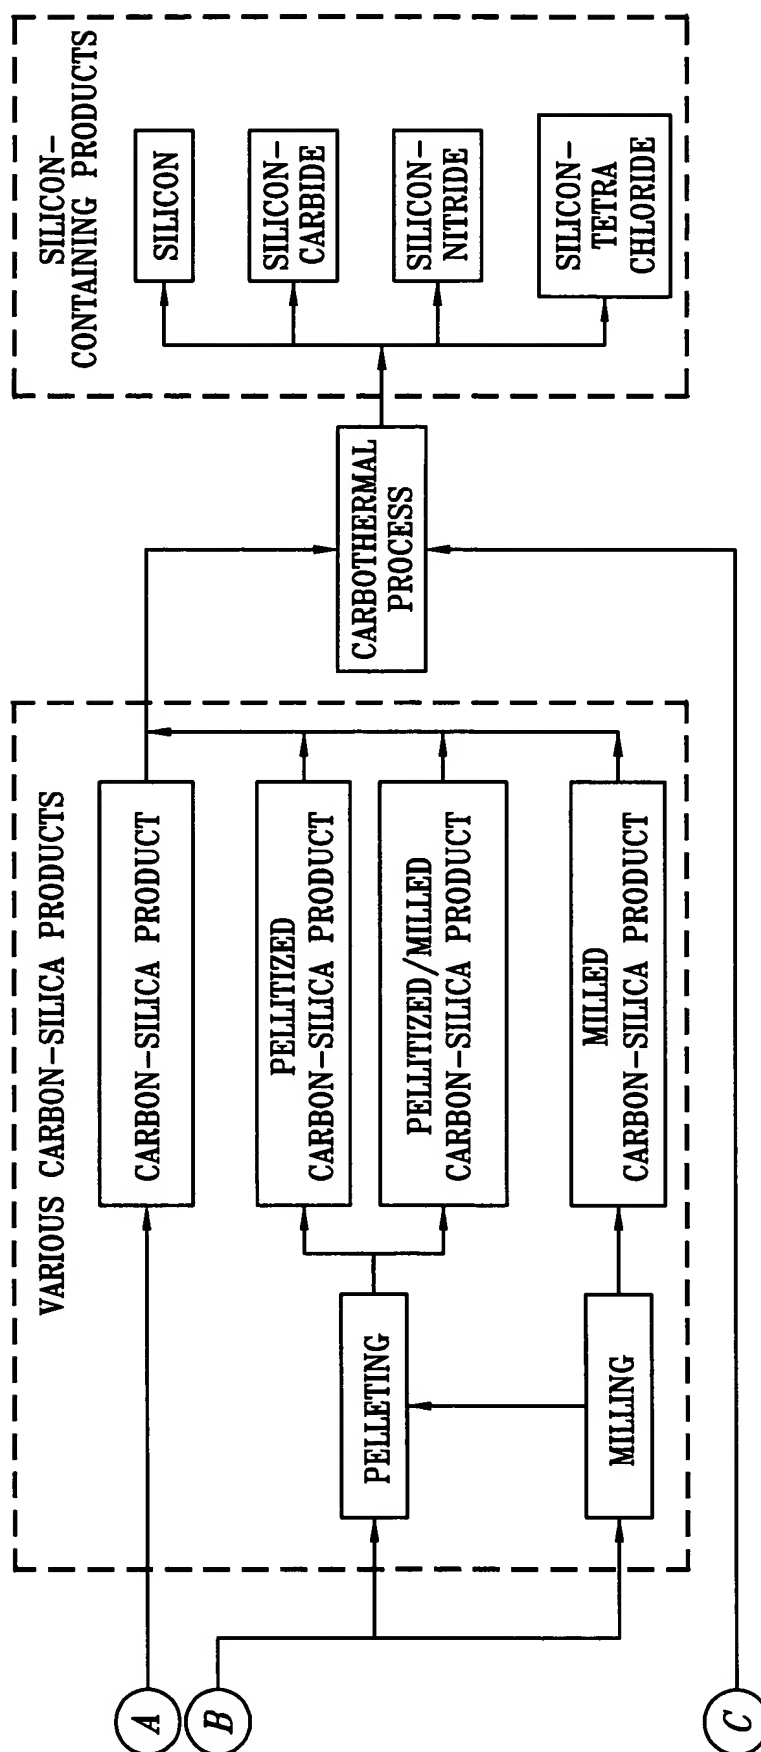 A
B
C
VARIOUS CARBON-SILICA PRODUCTS
PELLETING
MILLING
CARBON-SILICA PRODUCT
PELLITIZED
CARBON-SILICA PRODUCT
PELLITIZED/MILLED
CARBON-SILICA PRODUCT
MILLED
CARBON-SILICA PRODUCT
CARBOTHERMAL
PROCESS
SILICON-
CONTAINING PRODUCTS
SILICON
SILICON-
CARBIDE
SILICON-
NITRIDE
SILICON-
TETRA
CHLORIDE